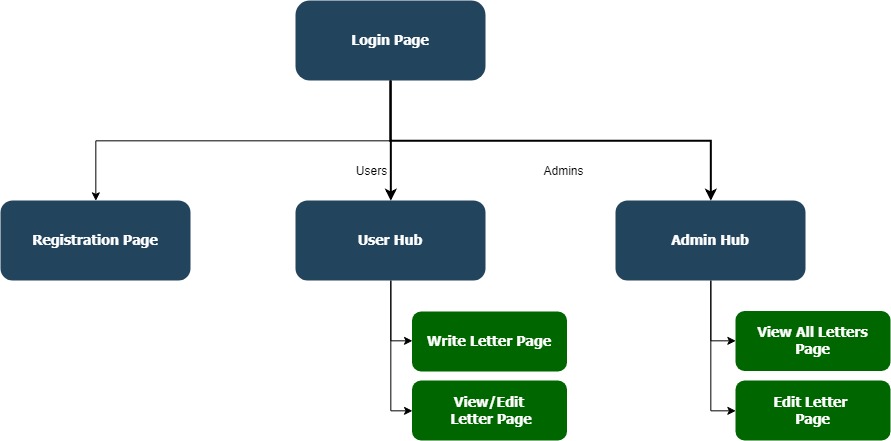 Login Page
Users
Admins
Registration Page
User Hub
Admin Hub
Write Letter Page
View All Letters
Page
View/Edit
Letter Page
Edit Letter
Page